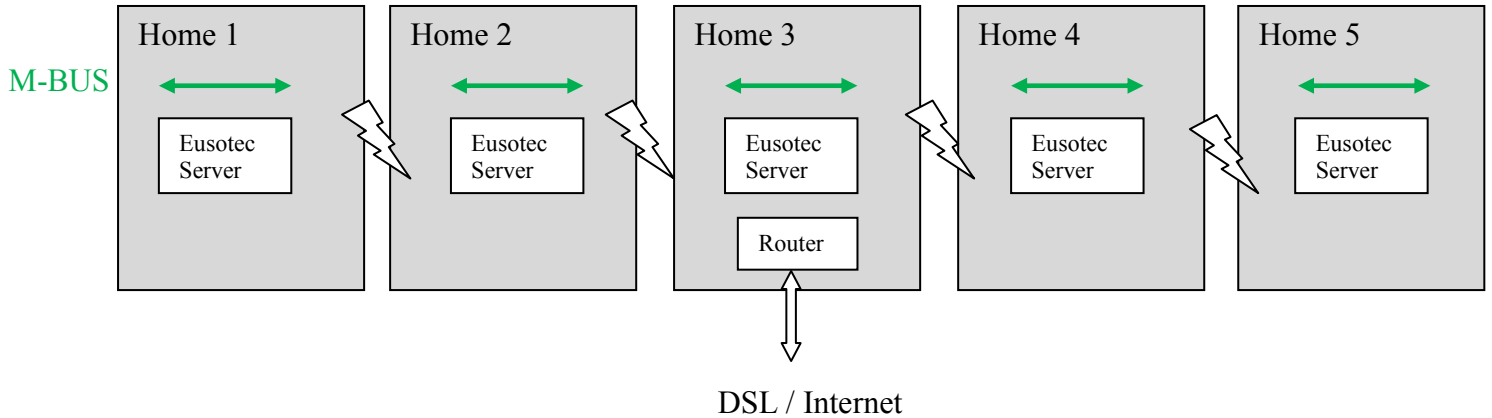 Home 1
Home 2
Home 3
Home 4
Home 5
M-BUS
Eusotec
Server
Eusotec
Server
Eusotec
Server
Eusotec
Server
Eusotec
Server
Router
DSL / Internet